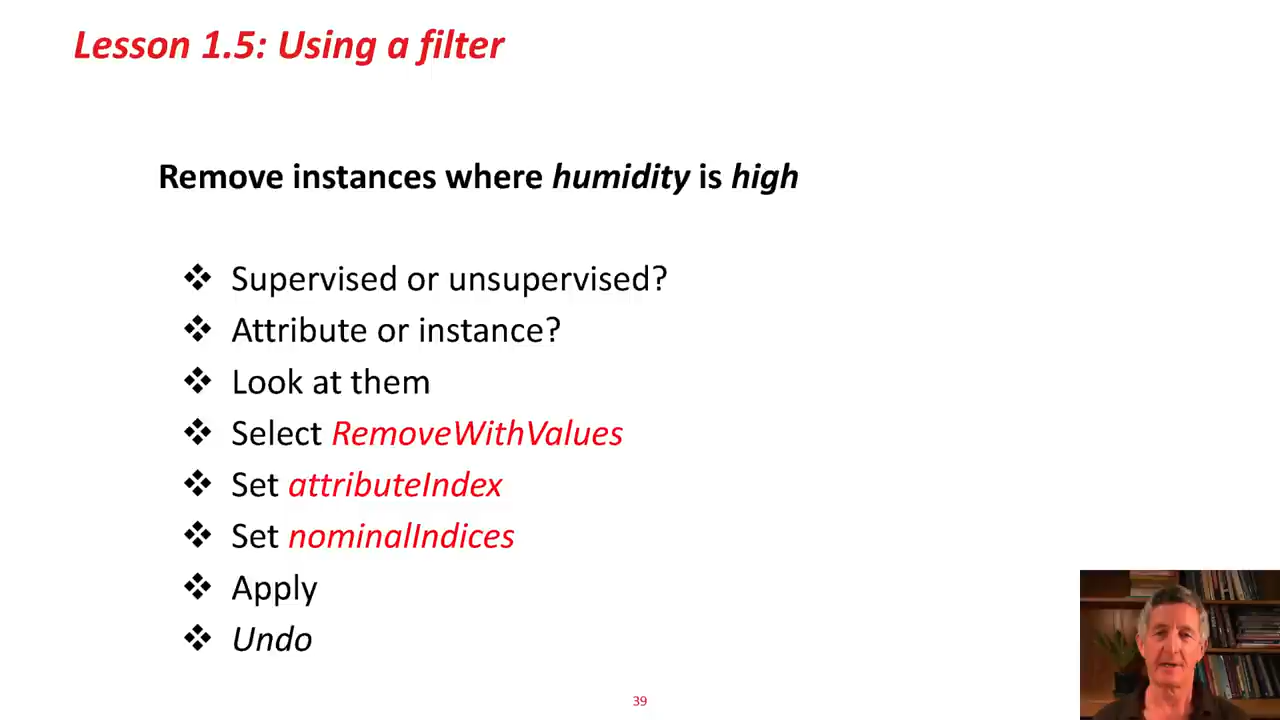 Lesson 1.5: Using a filter
Remove instances where humidity is high
❖ Supervised or unsupervised?
❖ Attribute or instance?
❖ Look at them
❖ Select RemoveWithValues
❖ Set attributeIndex
❖ Set nominalIndices
❖ Apply
❖ Undo
39